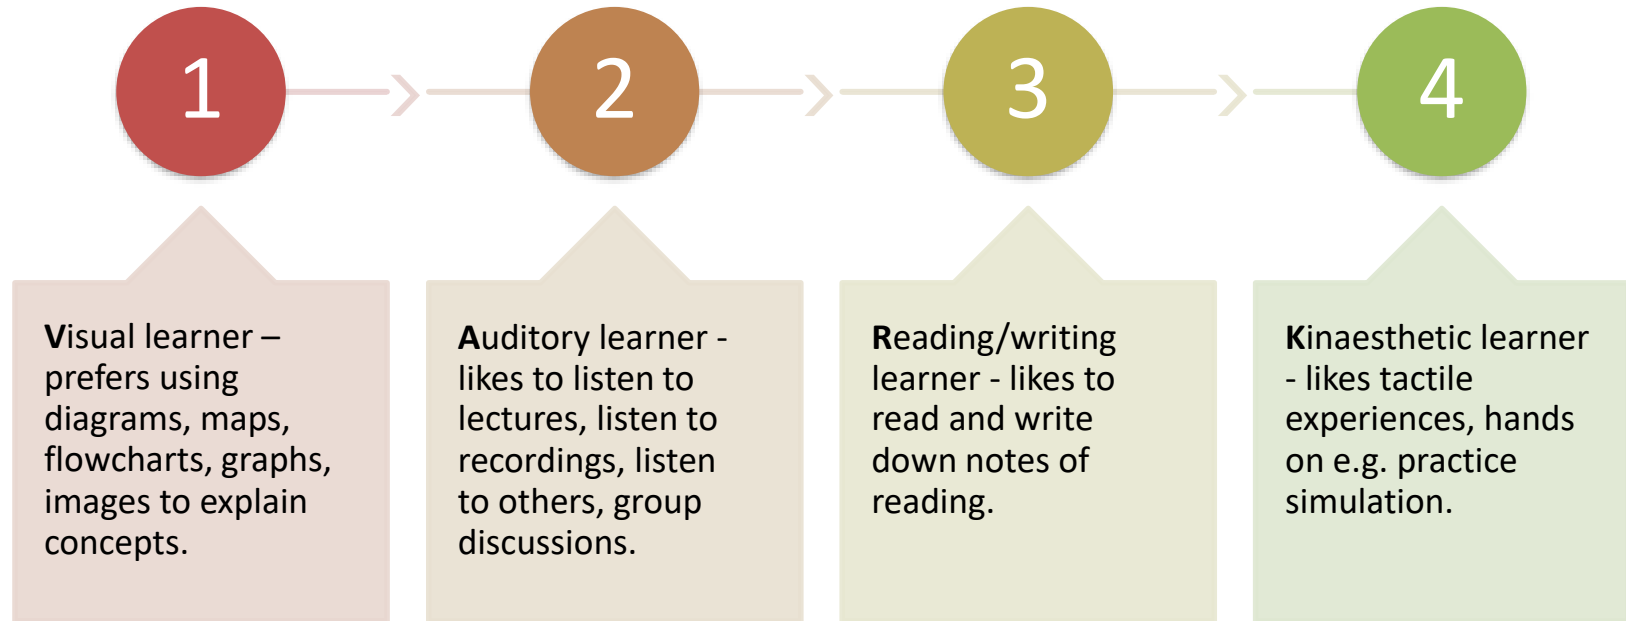 1
2
3
4
Visual learner –
prefers using
diagrams, maps,
flowcharts, graphs,
images to explain
concepts.
Auditory learner -
likes to listen to
lectures, listen to
recordings, listen
to others, group
discussions.
Reading/writing
learner - likes to
read and write
down notes of
reading.
Kinaesthetic learner
- likes tactile
experiences, hands
on e.g. practice
simulation.